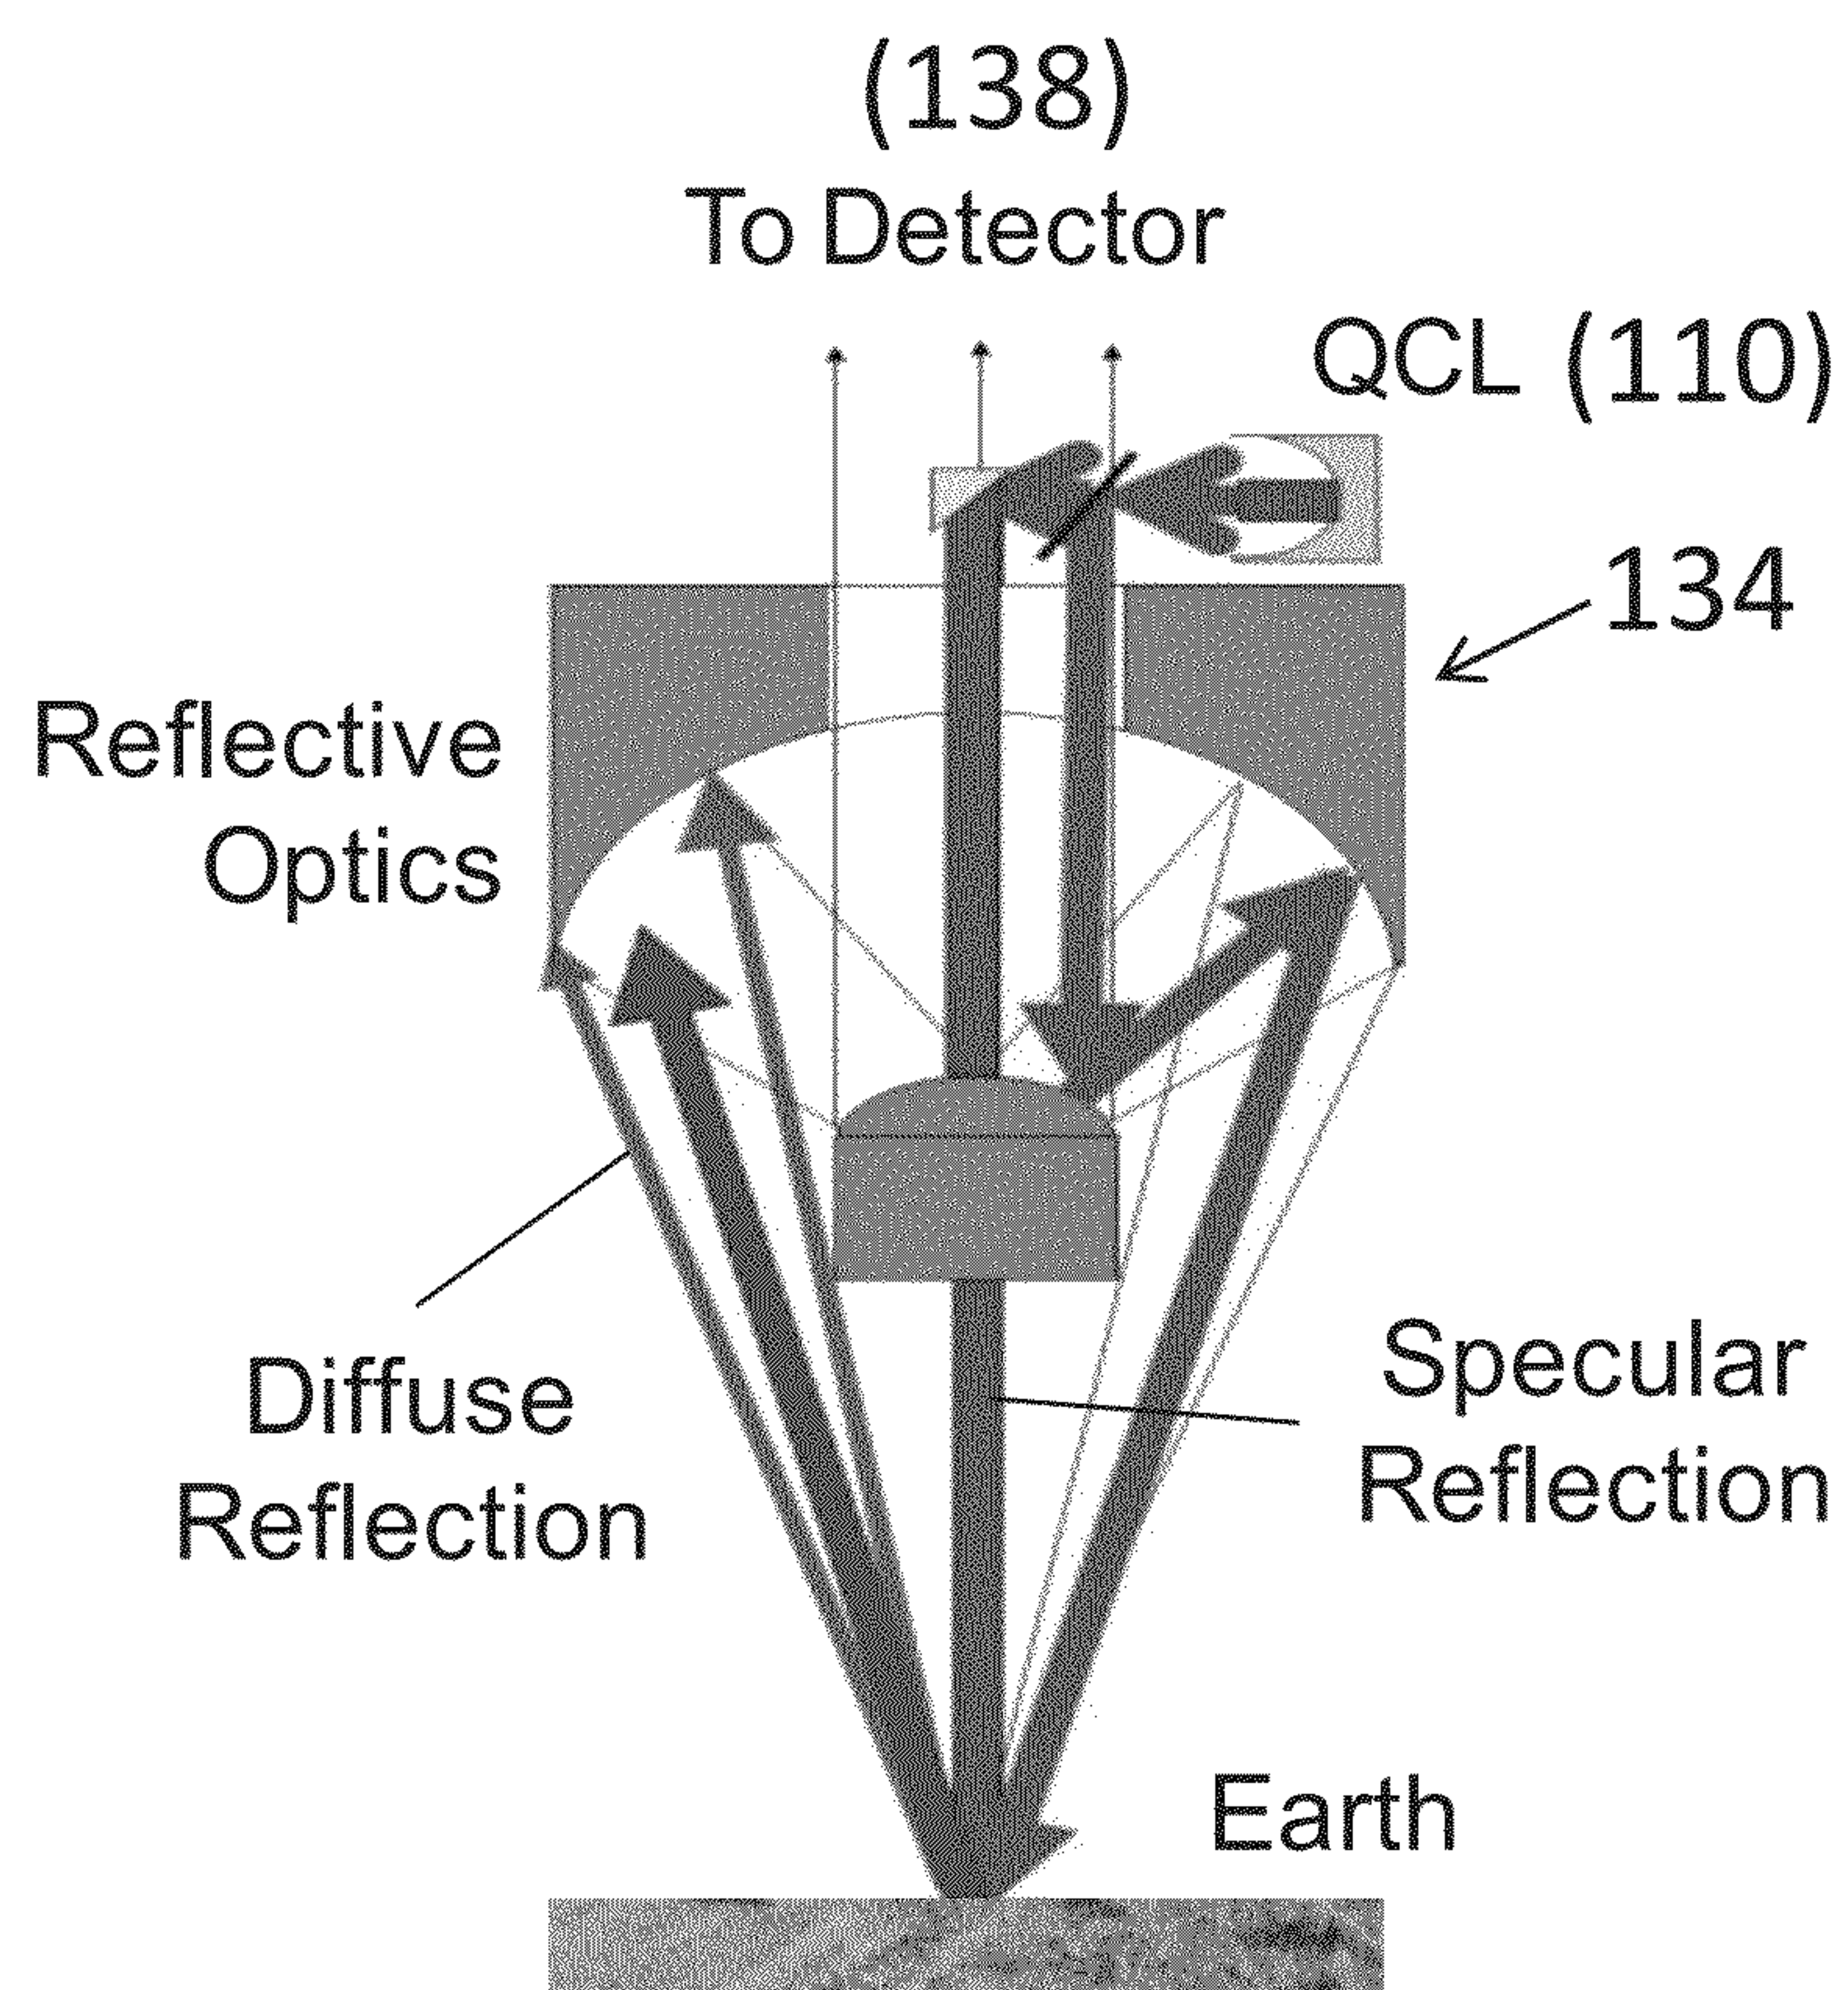 (138)
To Detector
QCL (110)
134
Reflective
Optics
Diffuse
Reflection
Specular
Reflection
Earth